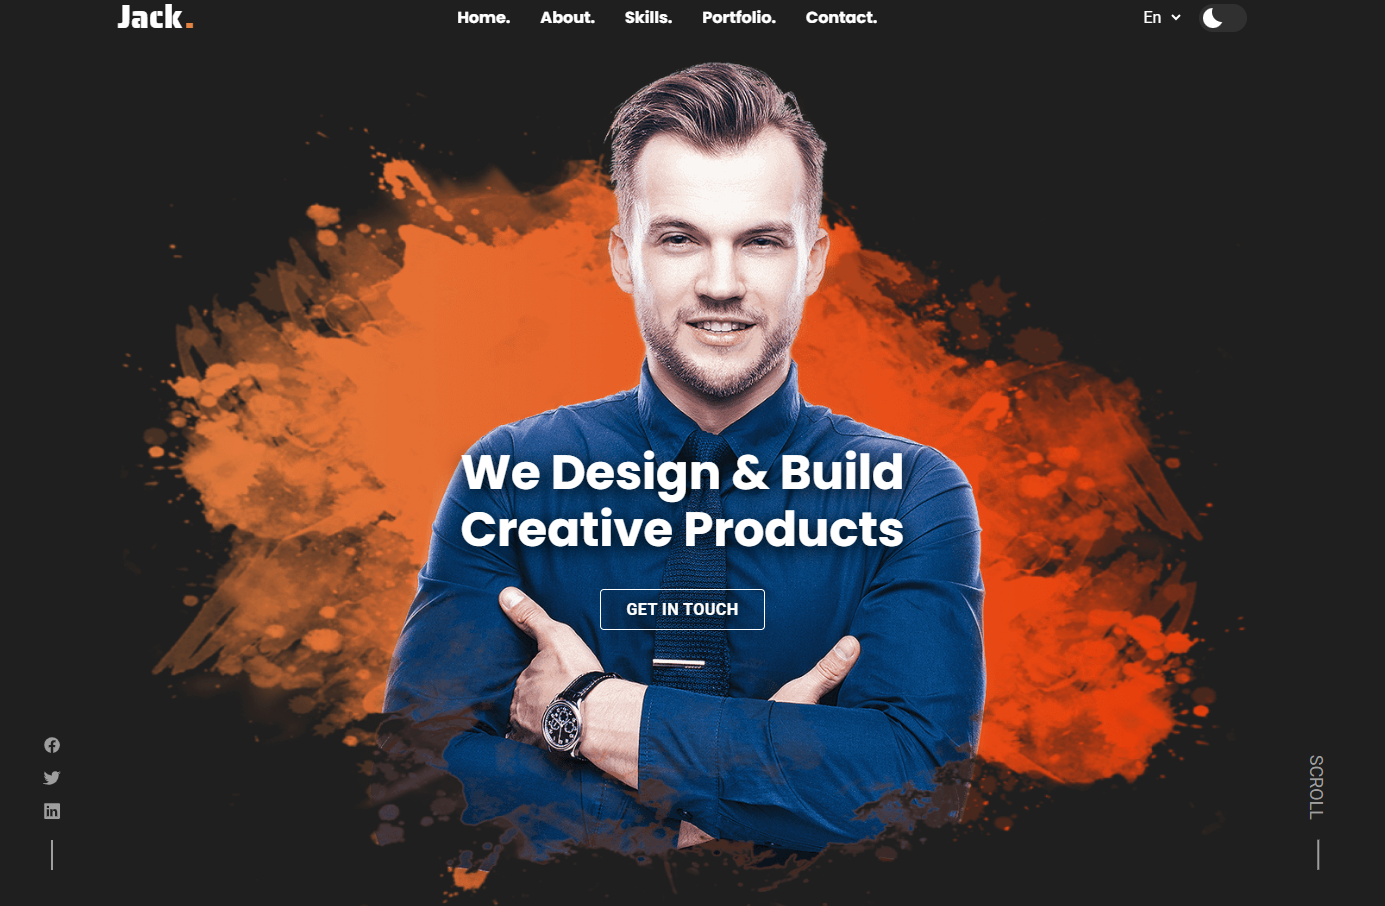 Jack.
Home. About. Skills. Portfolio. Contact.
En
We Design & Build
Creative Products
GET IN TOUCH
SCROLL